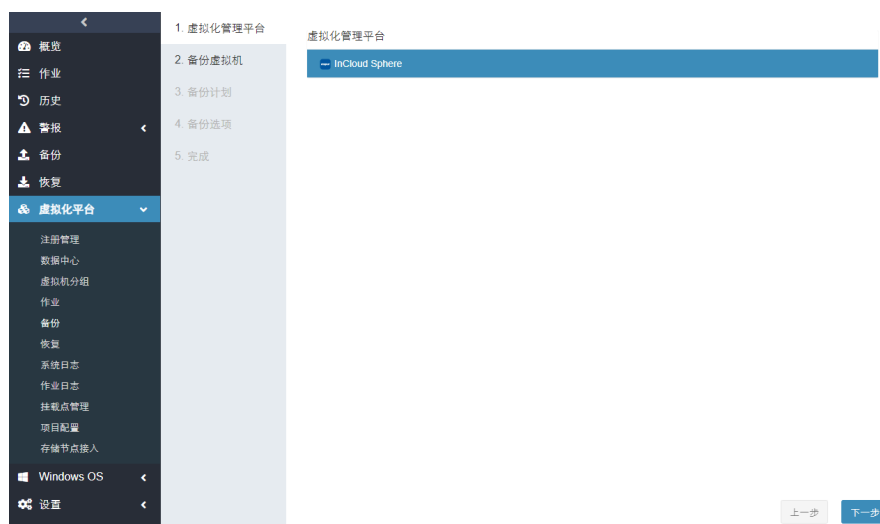 概览
作业
历史
警报
备份
恢复
虚拟化平台
注册管理
数据中心
虚拟机分组
作业
备份
恢复
系统日志
作业日志
挂载点管理
项目配置
存储节点接入
Windows OS
设置
1. 虚拟化管理平台
2. 备份虚拟机
3. 备份计划
4. 备份选项
5. 完成
虚拟化管理平台
InCloud Sphere
上一步
下一步